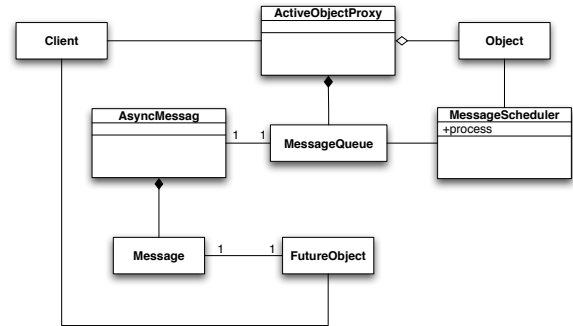 ActiveObjectProxy
Client
Object
AsyncMessag
MessageScheduler
+process
1 1
MessageQueue
Message
1 1
FutureObject